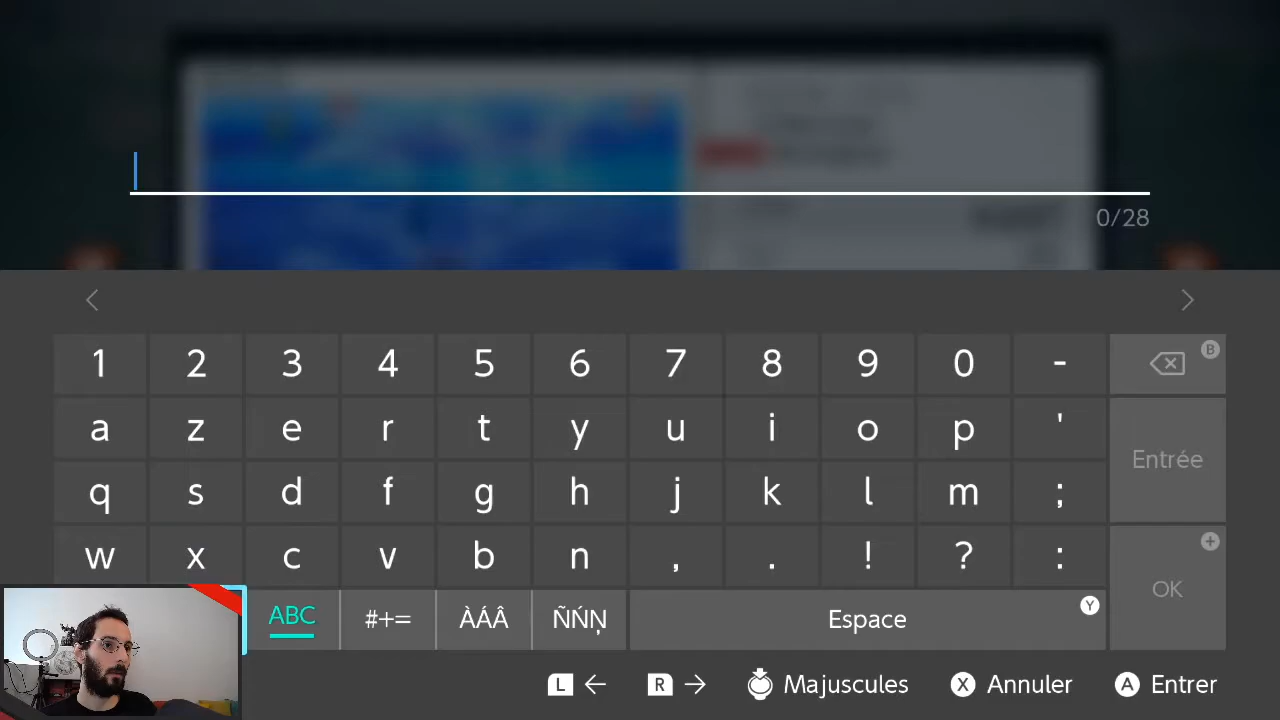 0/28
1 2 3 4 5 6 7 8 9 0 - B
a z e r t y u i o p '
Entrée
q s d f g h j k l m ;
w x c v b n , . ! ? : +
OK
ABC #+= ÀÁÂ ÑŃŅ Espace Y
L ← R → Majuscules X Annuler A Entrer